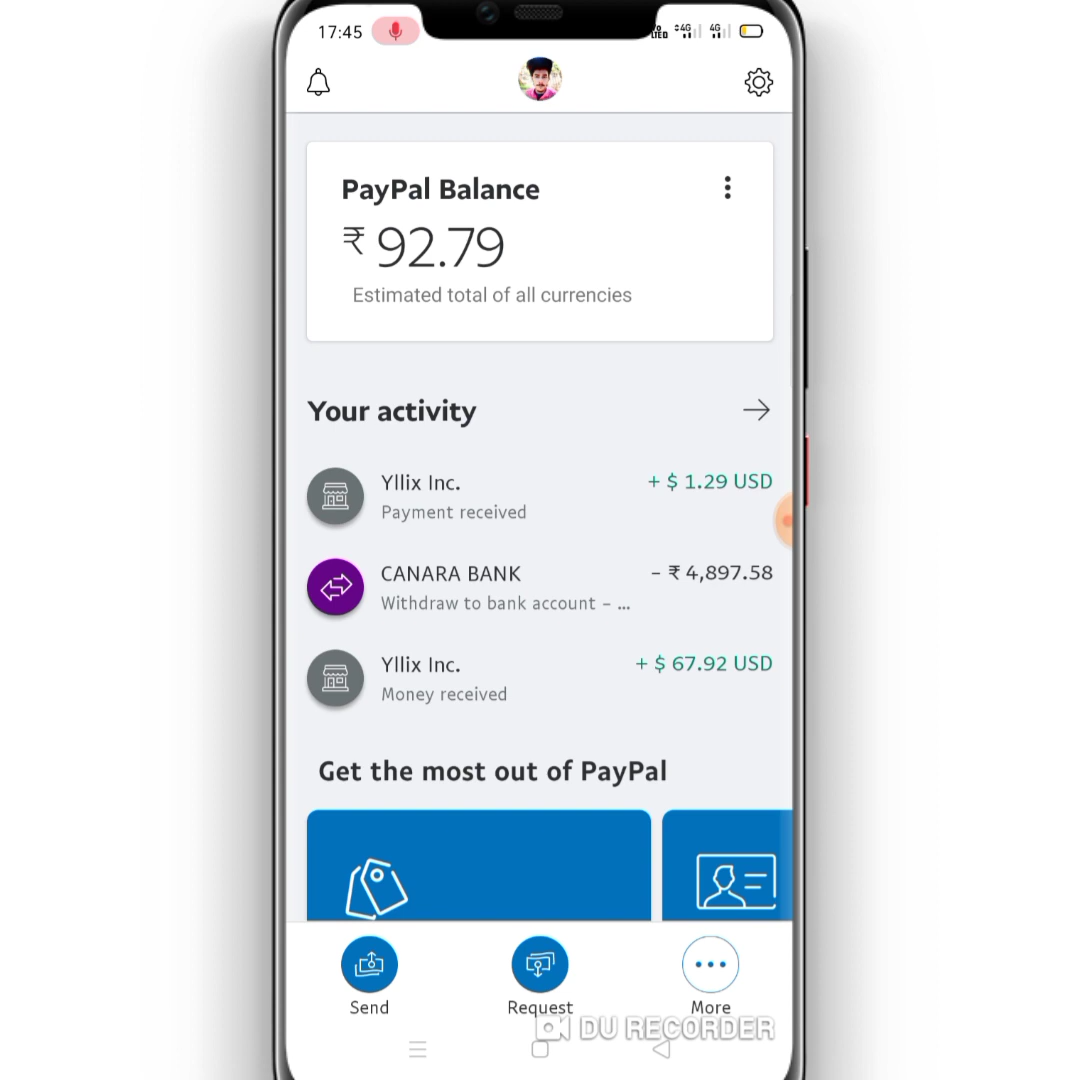 17:45
4G 4G
PayPal Balance
₹ 92.79
Estimated total of all currencies
Your activity
Yllix Inc. + $ 1.29 USD
Payment received
CANARA BANK – ₹ 4,897.58
Withdraw to bank account – ...
Yllix Inc. + $ 67.92 USD
Money received
Get the most out of PayPal
Send Request More
DU RECORDER